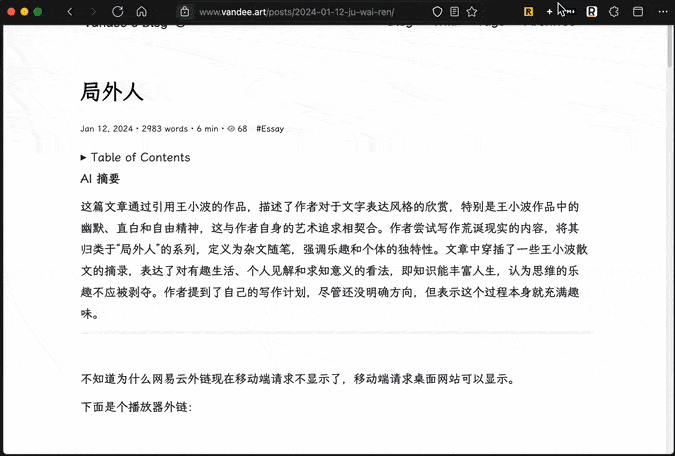 www.vandee.art/posts/2024-01-12-ju-wai-ren/
Vandee's Blog
局外人
Jan 12, 2024 • 2983 words • 6 min • 68 #Essay
▸ Table of Contents
AI 摘要
这篇文章通过引用王小波的作品，描述了作者对于文字表达风格的欣赏，特别是王小波作品中的
幽默、直白和自由精神，这与作者自身的艺术追求相契合。作者尝试写作荒诞现实的内容，将其
归类于“局外人”的系列，定义为杂文随笔，强调乐趣和个体的独特性。文章中穿插了一些王小波散
文的摘录，表达了对有趣生活、个人见解和求知意义的看法，即知识能丰富人生，认为思维的乐
趣不应被剥夺。作者提到了自己的写作计划，尽管还没明确方向，但表示这个过程本身就充满趣
味。
不知道为什么网易云外链现在移动端请求不显示了，移动端请求桌面网站可以显示。
下面是个播放器外链：